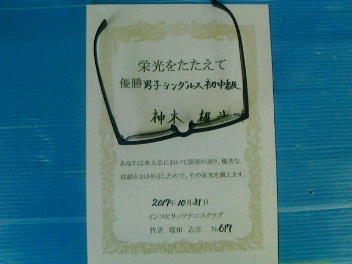 栄光をたたえて
優勝 男子シングルス 初中級
神木 雄
あなたは本大会において頭書の通り、優秀な
成績をおさめましたので、その栄光を讃えます。
2017年10月31日
インスピリッツテニスクラブ
代表 増田 吉彦 No617